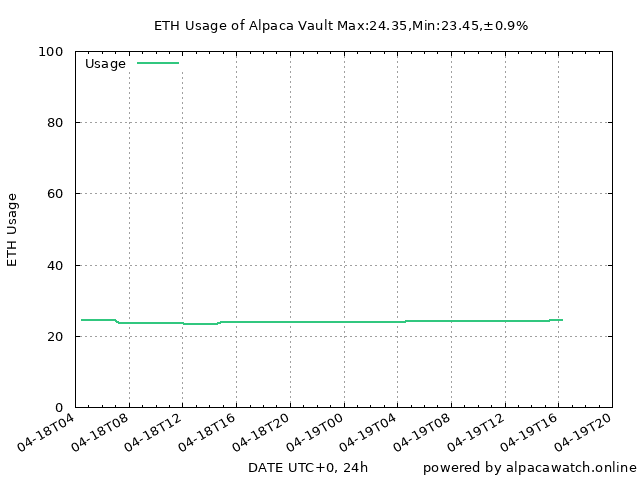 ETH Usage of Alpaca Vault Max:24.35,Min:23.45,±0.9%
Usage
ETH Usage
100
80
60
40
20
0
04-18T04
04-18T08
04-18T12
04-18T16
04-18T20
04-19T00
04-19T04
04-19T08
04-19T12
04-19T16
04-19T20
DATE UTC+0, 24h
powered by alpacawatch.online